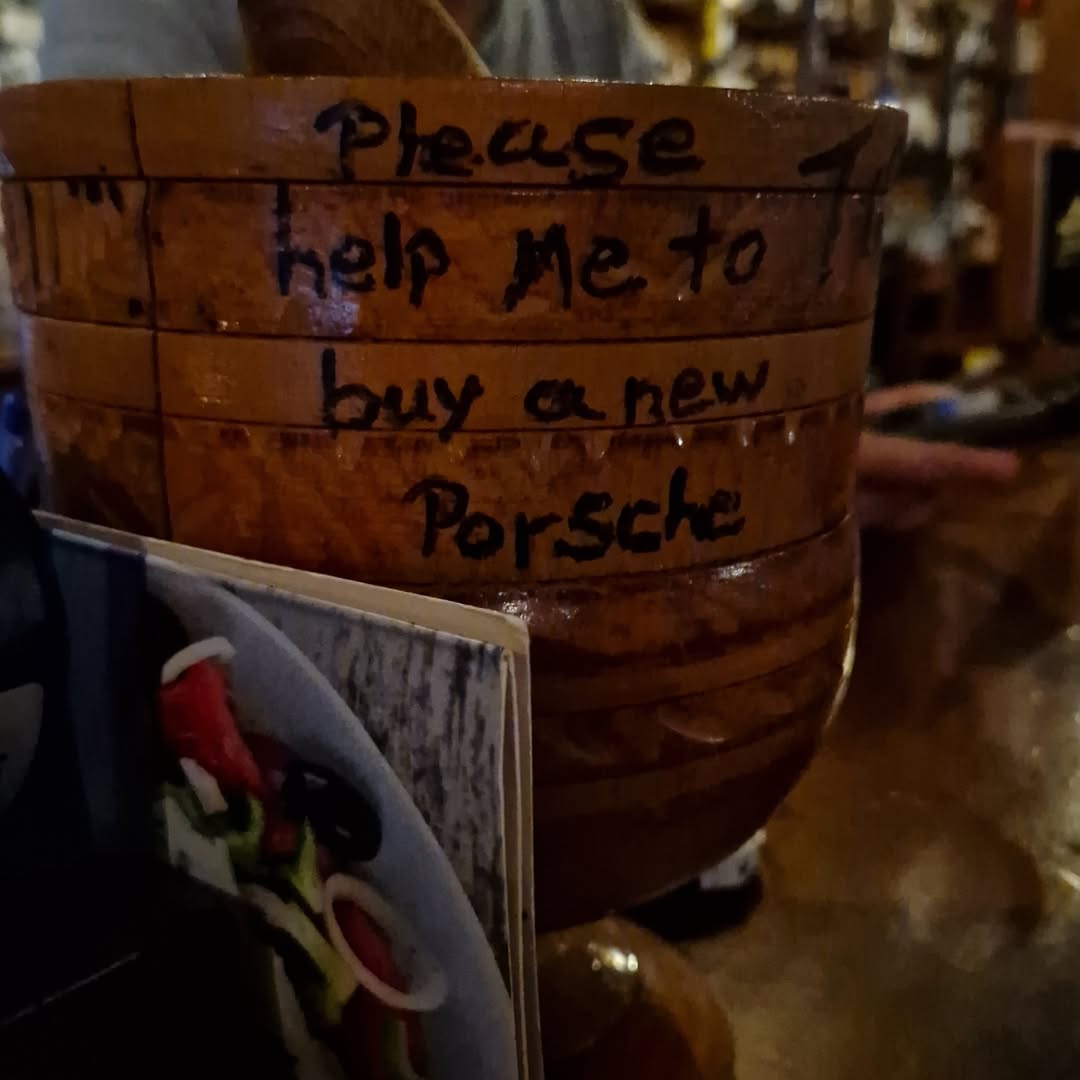 Please
help me to
buy a new
Porsche